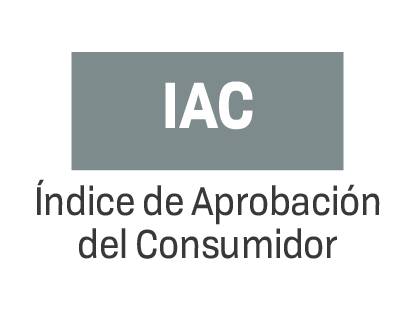 IAC
Índice de Aprobación
del Consumidor